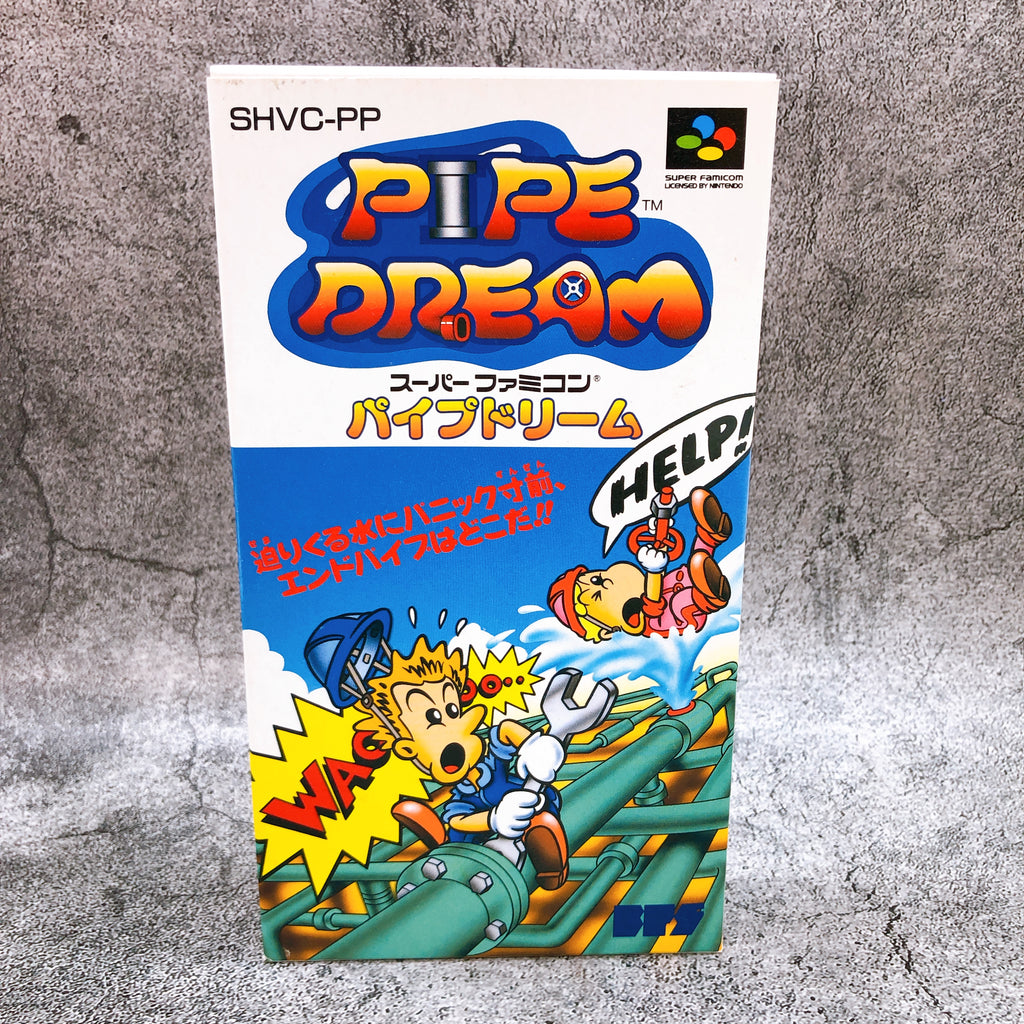 SHVC-PP
SUPER FAMICOM
LICENSED BY NINTENDO
PIPE
TM
DREAM
スーパーファミコン®
パイプドリーム
HELP!
迫りくる水にパニック寸前、
エンドパイプはどこだ!!
BPS